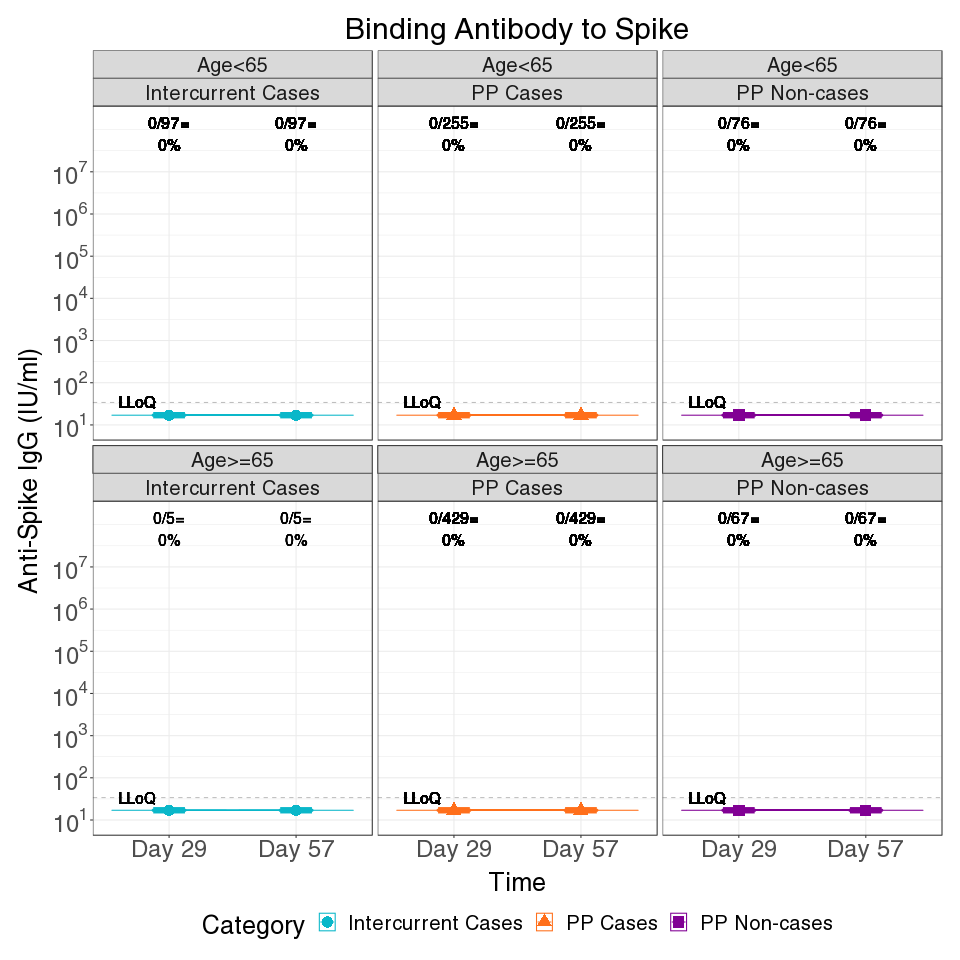 Binding Antibody to Spike
Age<65 Age<65 Age<65
Intercurrent Cases PP Cases PP Non-cases
0/97= 0/97= 0/255= 0/255= 0/76= 0/76=
0% 0% 0% 0% 0% 0%
10^7
10^6
10^5
10^4
10^3
10^2
LLoQ LLoQ LLoQ
10^1
Anti-Spike IgG (IU/ml)
Age>=65 Age>=65 Age>=65
Intercurrent Cases PP Cases PP Non-cases
0/5= 0/5= 0/429= 0/429= 0/67= 0/67=
0% 0% 0% 0% 0% 0%
10^7
10^6
10^5
10^4
10^3
10^2
LLoQ LLoQ LLoQ
10^1
Day 29 Day 57 Day 29 Day 57 Day 29 Day 57
Time
Category Intercurrent Cases PP Cases PP Non-cases